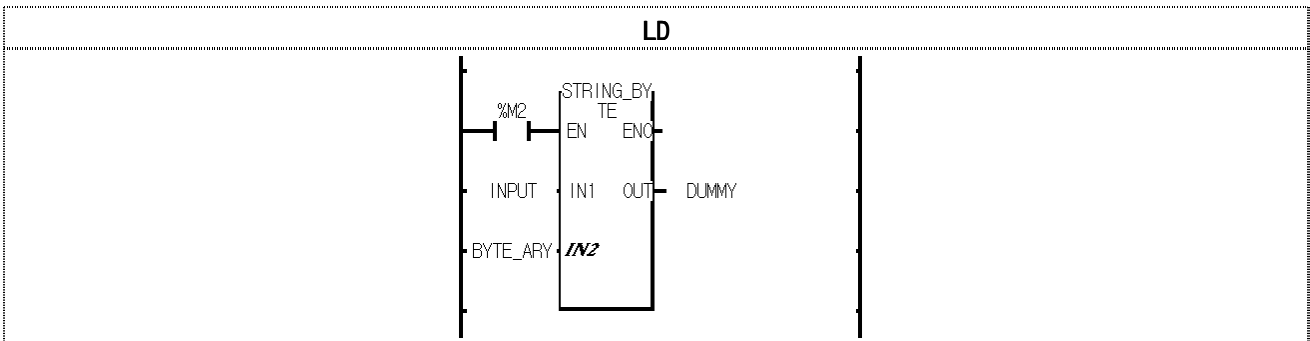 LD
STRING_BY
TE
%M2
EN ENO
INPUT IN1 OUT DUMMY
BYTE_ARY IN2